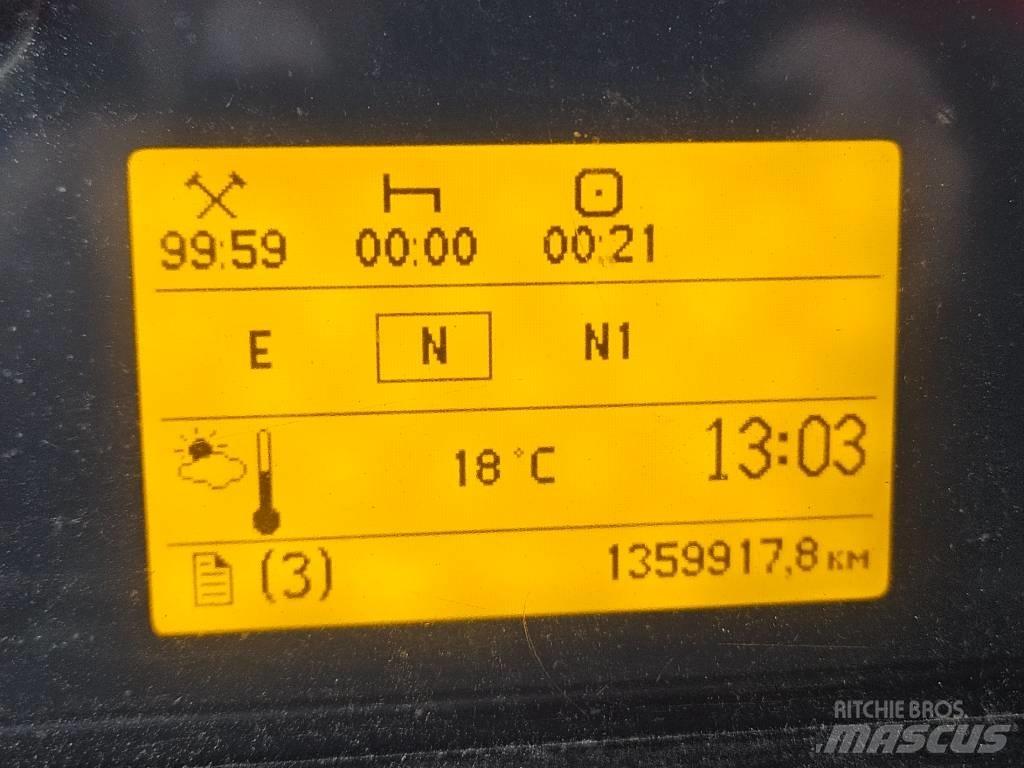 99:59 00:00 00:21
E N N1
18°C 13:03
(3) 1359917,8 км
RITCHIE BROS.
MASCUS